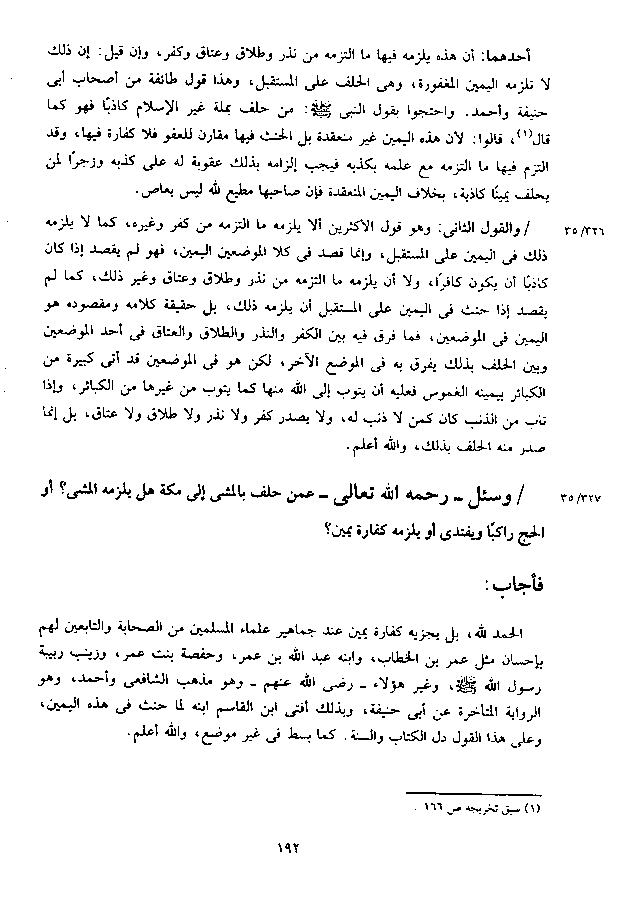 أحدهما: أن هذه يلزمه فيها ما التزمه من نذر وطلاق وعتاق وكفر، وإن قيل: إن ذلك
لا تلزمه اليمين المغفورة، وهى الحلف على المستقبل، وهذا قول طائفة من أصحاب أبى
حنيفة وأحمد. واحتجوا بقول النبى ﷺ: من حلف بملة غير الإسلام كاذبًا فهو كما
قال(١)، قالوا: لأن هذه اليمين غير منعقدة بل الحنث فيها مقارن للعفو فلا كفارة فيها، وقد
التزم فيها ما التزمه مع علمه بكذبه فيجب إلزامه بذلك عقوبة له على كذبه وزجرًا لمن
يحلف يمينًا كاذبة، بخلاف اليمين المنعقدة فإن صاحبها مطيع لله ليس بعاص.
٣٥/٣٢٦ / والقول الثانى: وهو قول الأكثرين ألا يلزمه ما التزمه من كفر وغيره، كما لا يلزمه
ذلك فى اليمين على المستقبل، وإنما قصد فى كلا الموضعين اليمين، فهو لم يقصد إذا كان
كاذبًا أن يكون كافرًا، ولا أن يلزمه ما التزمه من نذر وطلاق وعتاق وغير ذلك، كما لم
يقصد إذا حنث فى اليمين على المستقبل أن يلزمه ذلك، بل حقيقة كلامه ومقصوده هو
اليمين فى الموضعين، فما فرق فيه بين الكفر والنذر والطلاق والعتاق فى أحد الموضعين
وبين الحلف بذلك يفرق به فى الموضع الآخر، لكن هو فى الموضعين قد أتى كبيرة من
الكبائر بيمينه الغموس فعليه أن يتوب إلى الله منها كما يتوب من غيرها من الكبائر، وإذا
تاب من الذنب كان كمن لا ذنب له، ولا يصدر كفر ولا نذر ولا طلاق ولا عتاق، بل إنما
صدر منه الحلف بذلك، والله أعلم.
٣٥/٣٢٧ / وسئل ـ رحمه الله تعالى ـ عمن حلف بالمشى إلى مكة هل يلزمه المشى؟ أو
الحج راكبًا ويفتدى أو يلزمه كفارة يمين؟
فأجاب:
الحمد لله، بل يجزيه كفارة يمين عند جماهير علماء المسلمين من الصحابة والتابعين لهم
بإحسان مثل عمر بن الخطاب، وابنه عبد الله بن عمر، وحفصة بنت عمر، وزينب ربيبة
رسول الله ﷺ، وغير هؤلاء ـ رضى الله عنهم ـ وهو مذهب الشافعى وأحمد، وهو
الرواية المتأخرة عن أبى حنيفة، وبذلك أفتى ابن القاسم ابنه لما حنث فى هذه اليمين،
وعلى هذا القول دل الكتاب والسنة. كما بسط فى غير موضع، والله أعلم.
(١) سبق تخريجه ص ١٦٦ .
١٩٢